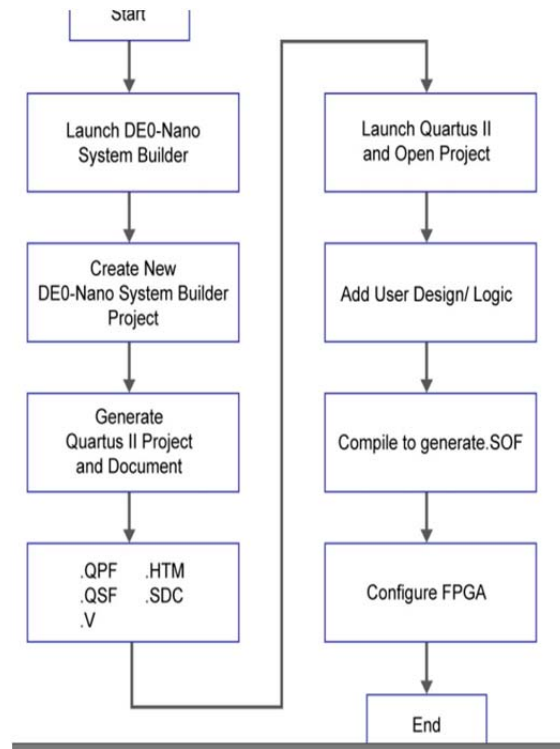 Start
Launch DE0-Nano
System Builder
Create New
DE0-Nano System Builder
Project
Generate
Quartus II Project
and Document
.QPF .HTM
.QSF .SDC
.V
Launch Quartus II
and Open Project
Add User Design/ Logic
Compile to generate.SOF
Configure FPGA
End